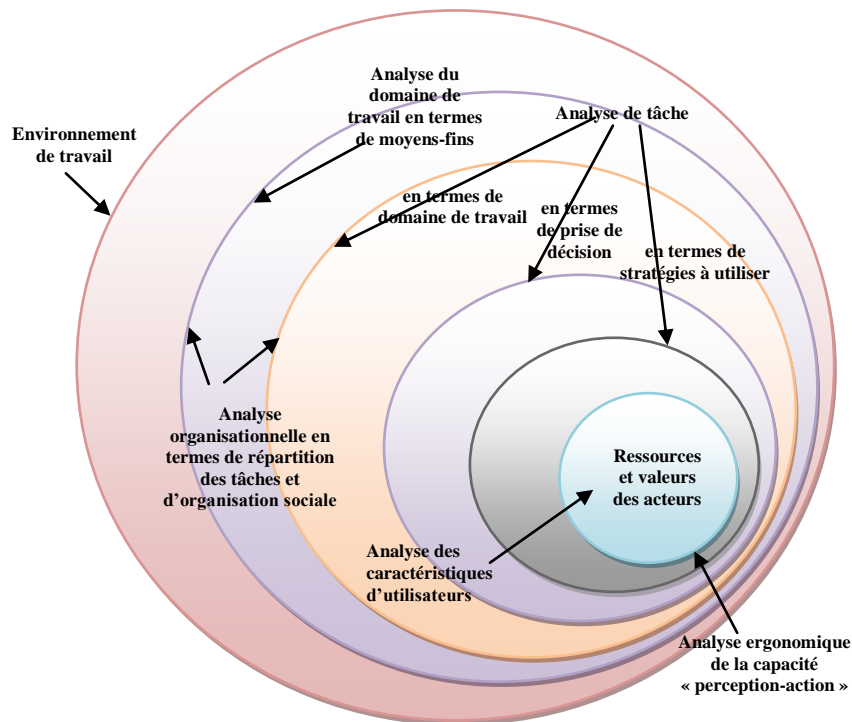 Analyse du
domaine de
travail en termes
de moyens-fins
Analyse de tâche
Environnement
de travail
en termes de
domaine de travail
en termes
de prise de
décision
en termes de
stratégies à utiliser
Analyse
organisationnelle en
termes de répartition
des tâches et
d’organisation sociale
Ressources
et valeurs
des acteurs
Analyse des
caractéristiques
d’utilisateurs
Analyse ergonomique
de la capacité
« perception-action »